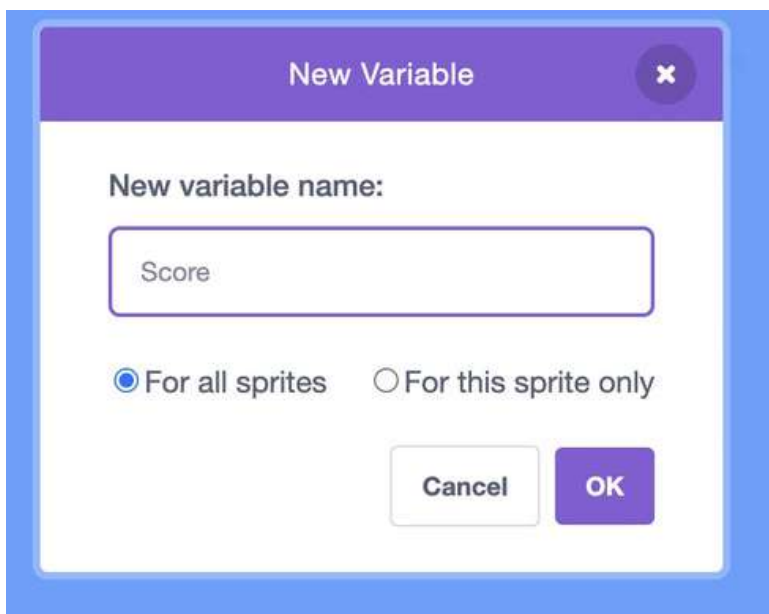 New Variable
New variable name:
Score
For all sprites For this sprite only
Cancel OK